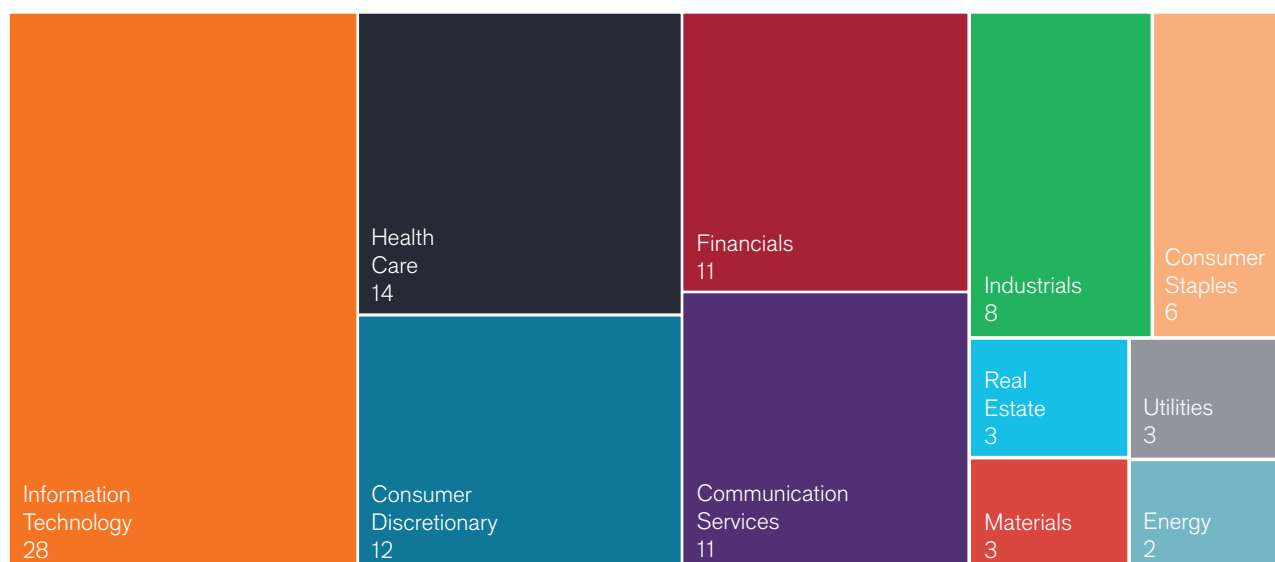 Information
Technology
28
Health
Care
14
Consumer
Discretionary
12
Financials
11
Communication
Services
11
Industrials
8
Consumer
Staples
6
Real
Estate
3
Utilities
3
Materials
3
Energy
2